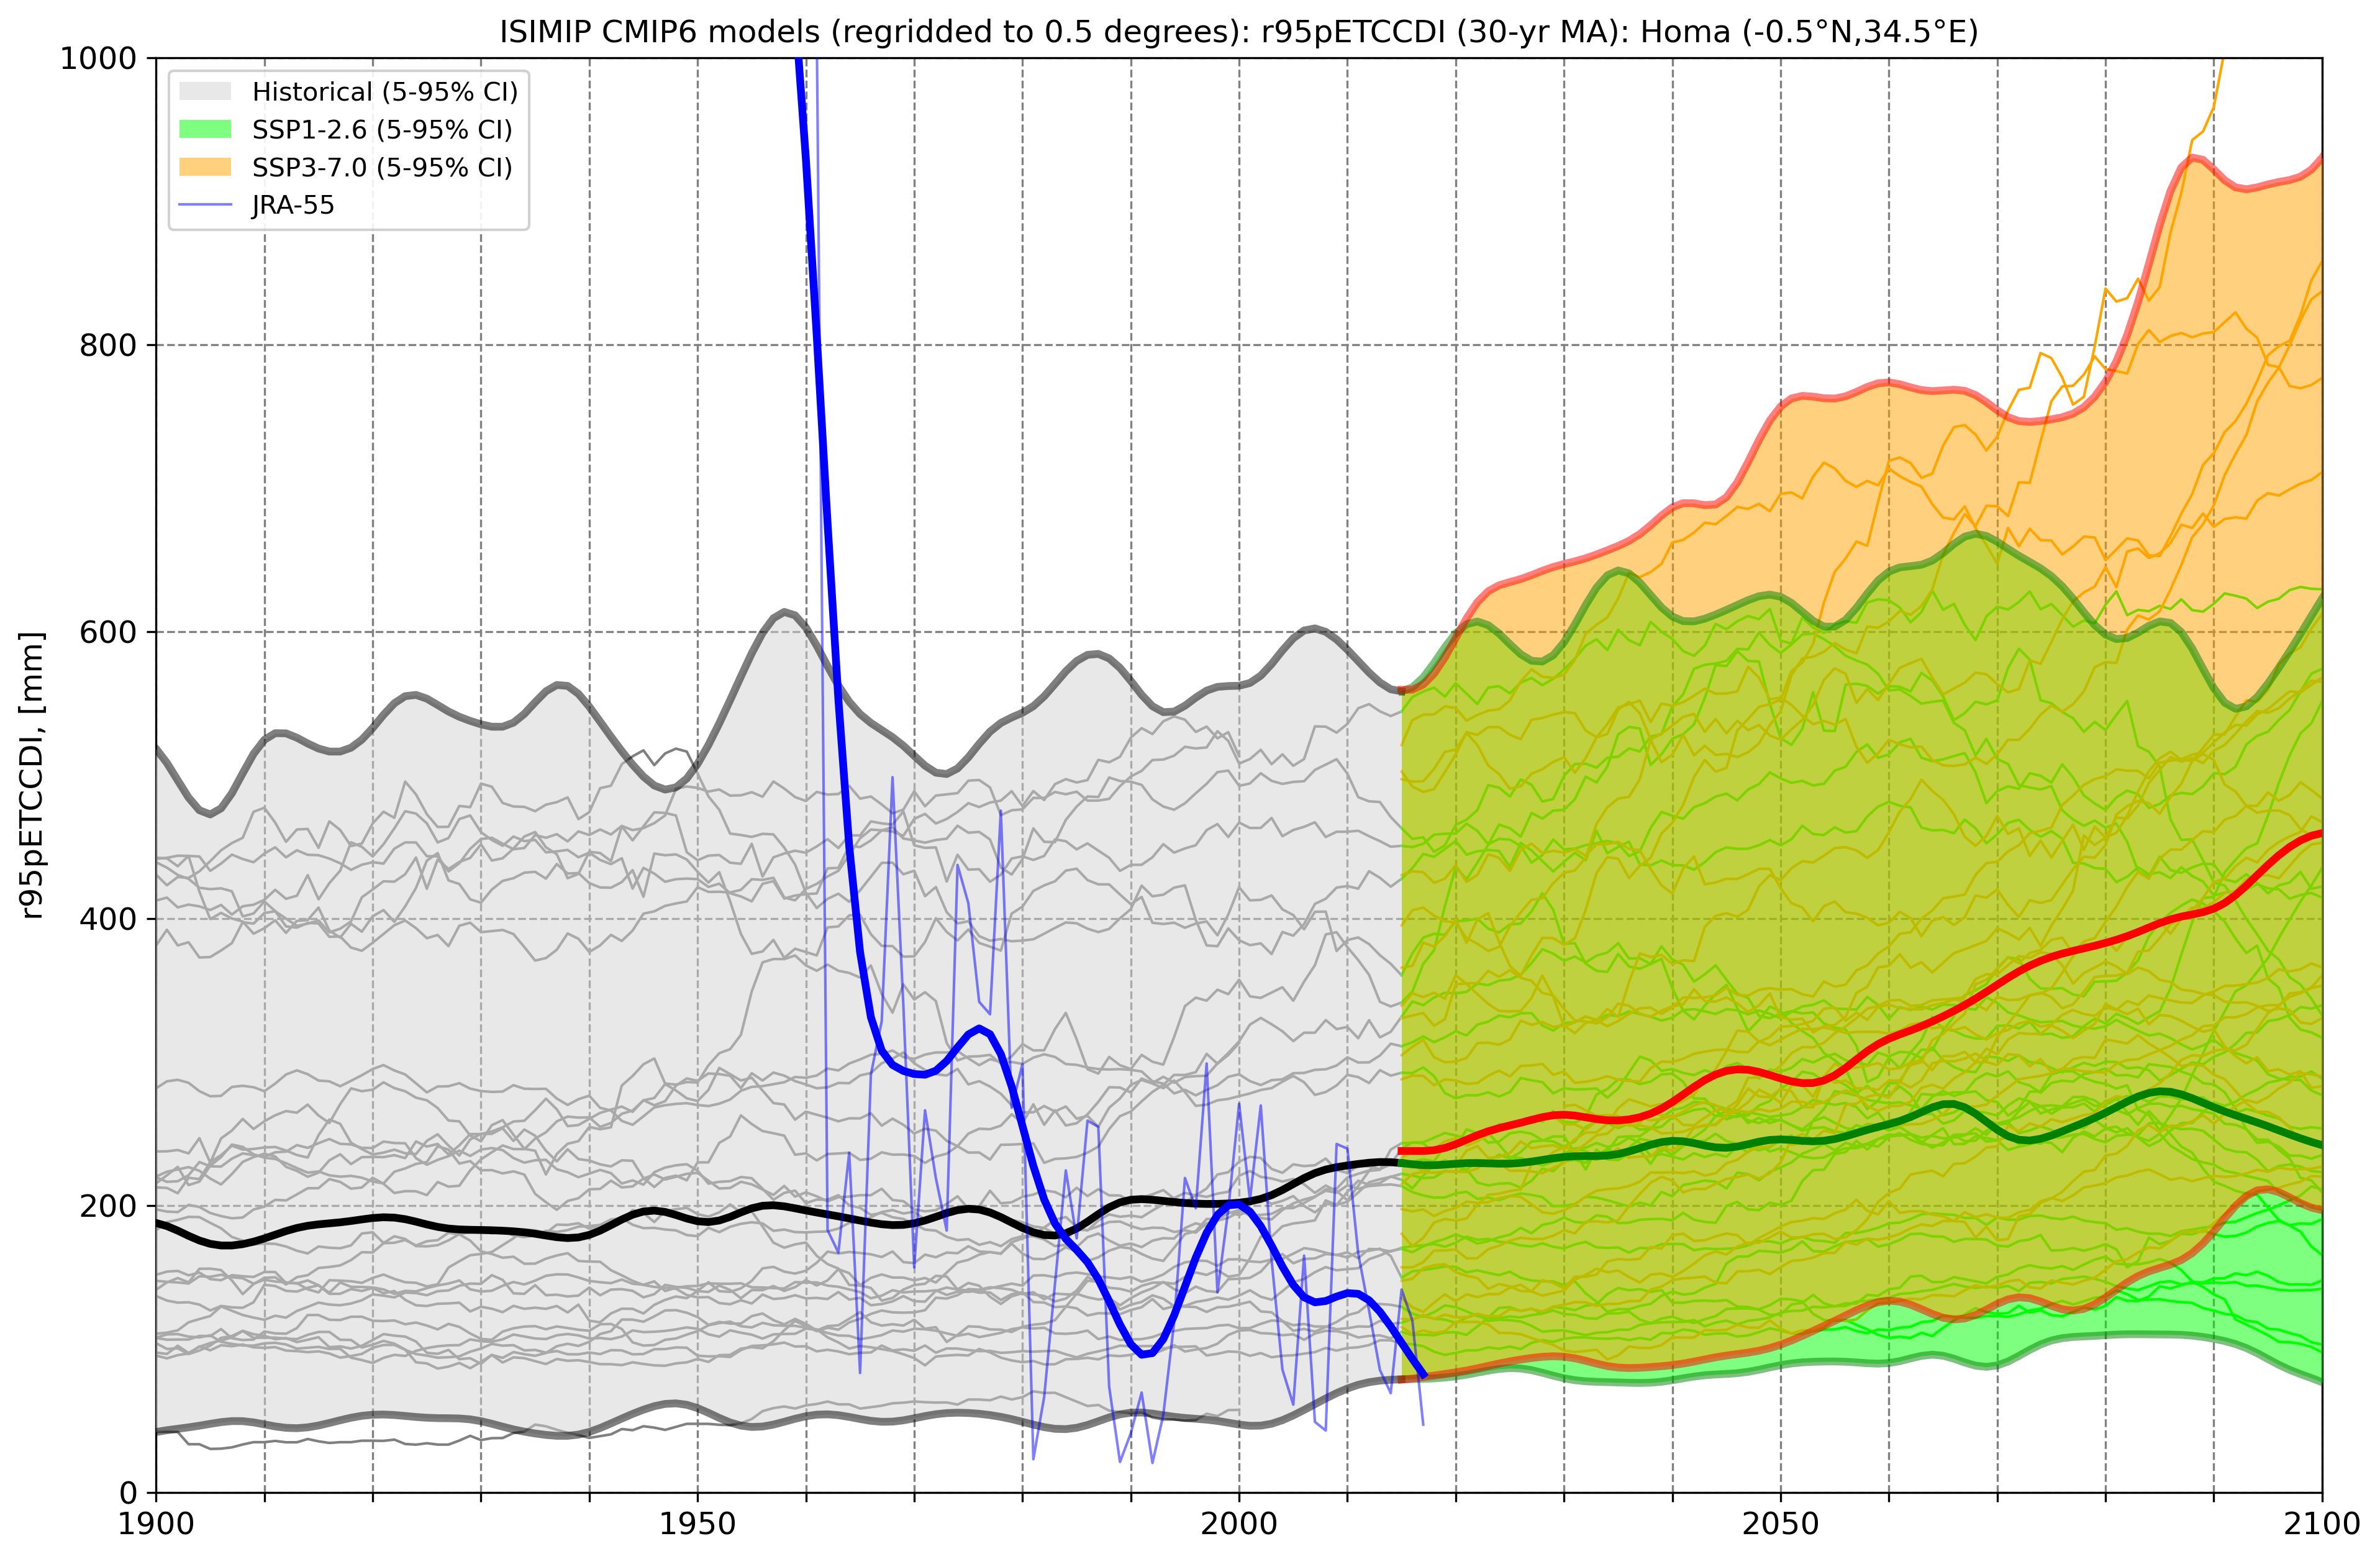 ISIMIP CMIP6 models (regridded to 0.5 degrees): r95pETCCDI (30-yr MA): Homa (-0.5°N,34.5°E)
Historical (5-95% CI)
SSP1-2.6 (5-95% CI)
SSP3-7.0 (5-95% CI)
JRA-55
r95pETCCDI, [mm]
1000
800
600
400
200
0
1900
1950
2000
2050
2100